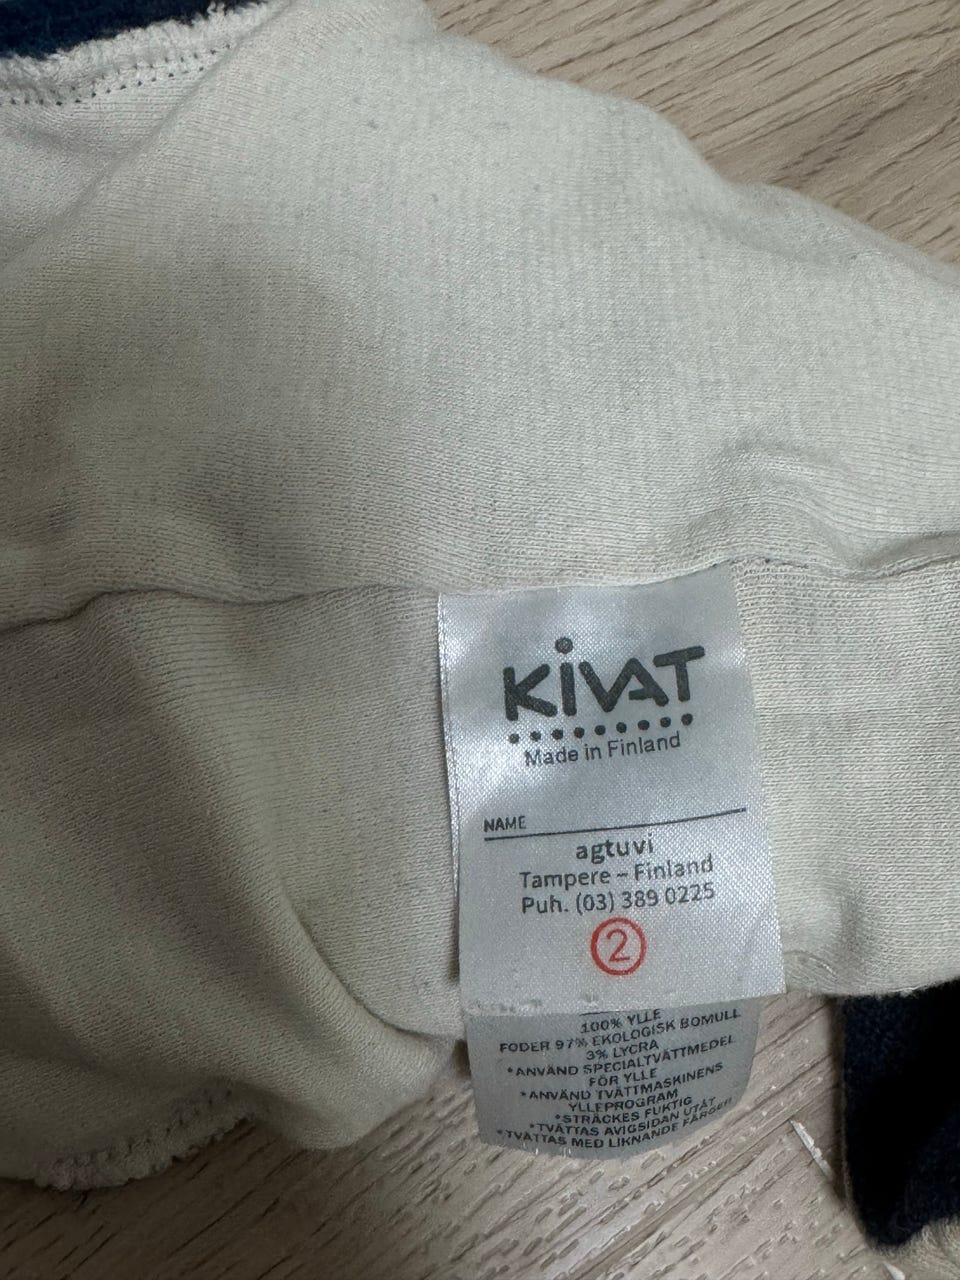 KIVAT
Made in Finland
NAME
agtuvi
Tampere – Finland
Puh. (03) 389 0225
2
100% YLLE
FODER 97% EKOLOGISK BOMULL
3% LYCRA
*ANVÄND SPECIALTVÄTTMEDEL
FÖR YLLE
*ANVÄND TVÄTTMASKINENS
YLLEPROGRAM
*STRÄCKES FUKTIG
*TVÄTTAS AVIGSIDAN UTÅT
*TVÄTTAS MED LIKNANDE FÄRGER!